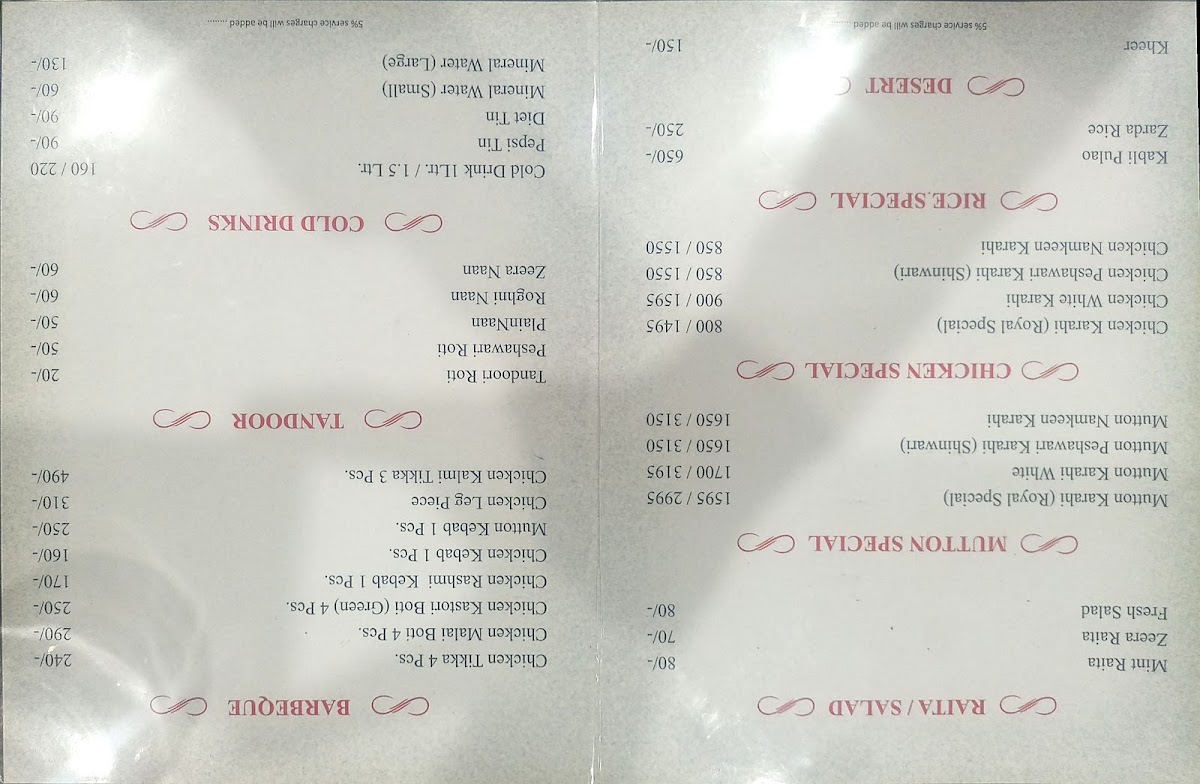 RAITA / SALAD
Mint Raita 80/-
Zeera Raita 70/-
Fresh Salad 80/-
MUTTON SPECIAL
Mutton Karahi (Royal Special) 1595 / 2995
Mutton Karahi White 1700 / 3195
Mutton Peshawari Karahi (Shinwari) 1650 / 3150
Mutton Namkeen Karahi 1650 / 3150
CHICKEN SPECIAL
Chicken Karahi (Royal Special) 800 / 1495
Chicken White Karahi 900 / 1595
Chicken Peshawari Karahi (Shinwari) 850 / 1550
Chicken Namkeen Karahi 850 / 1550
RICE SPECIAL
Kabli Pulao 650/-
Zarda Rice 250/-
DESERT
Kheer 150/-
5% service charges will be added ........
BARBEQUE
Chicken Tikka 4 Pcs. 240/-
Chicken Malai Boti 4 Pcs. 290/-
Chicken Kastori Boti (Green) 4 Pcs. 250/-
Chicken Rashmi Kebab 1 Pcs. 170/-
Chicken Kebab 1 Pcs. 160/-
Mutton Kebab 1 Pcs. 250/-
Chicken Leg Piece 310/-
Chicken Kalmi Tikka 3 Pcs. 490/-
TANDOOR
Tandoori Roti 20/-
Peshawari Roti 50/-
PlainNaan 50/-
Roghni Naan 60/-
Zeera Naan 60/-
COLD DRINKS
Cold Drink 1Ltr. / 1.5 Ltr. 160 / 220
Pepsi Tin 90/-
Diet Tin 90/-
Mineral Water (Small) 60/-
Mineral Water (Large) 130/-
5% service charges will be added ........